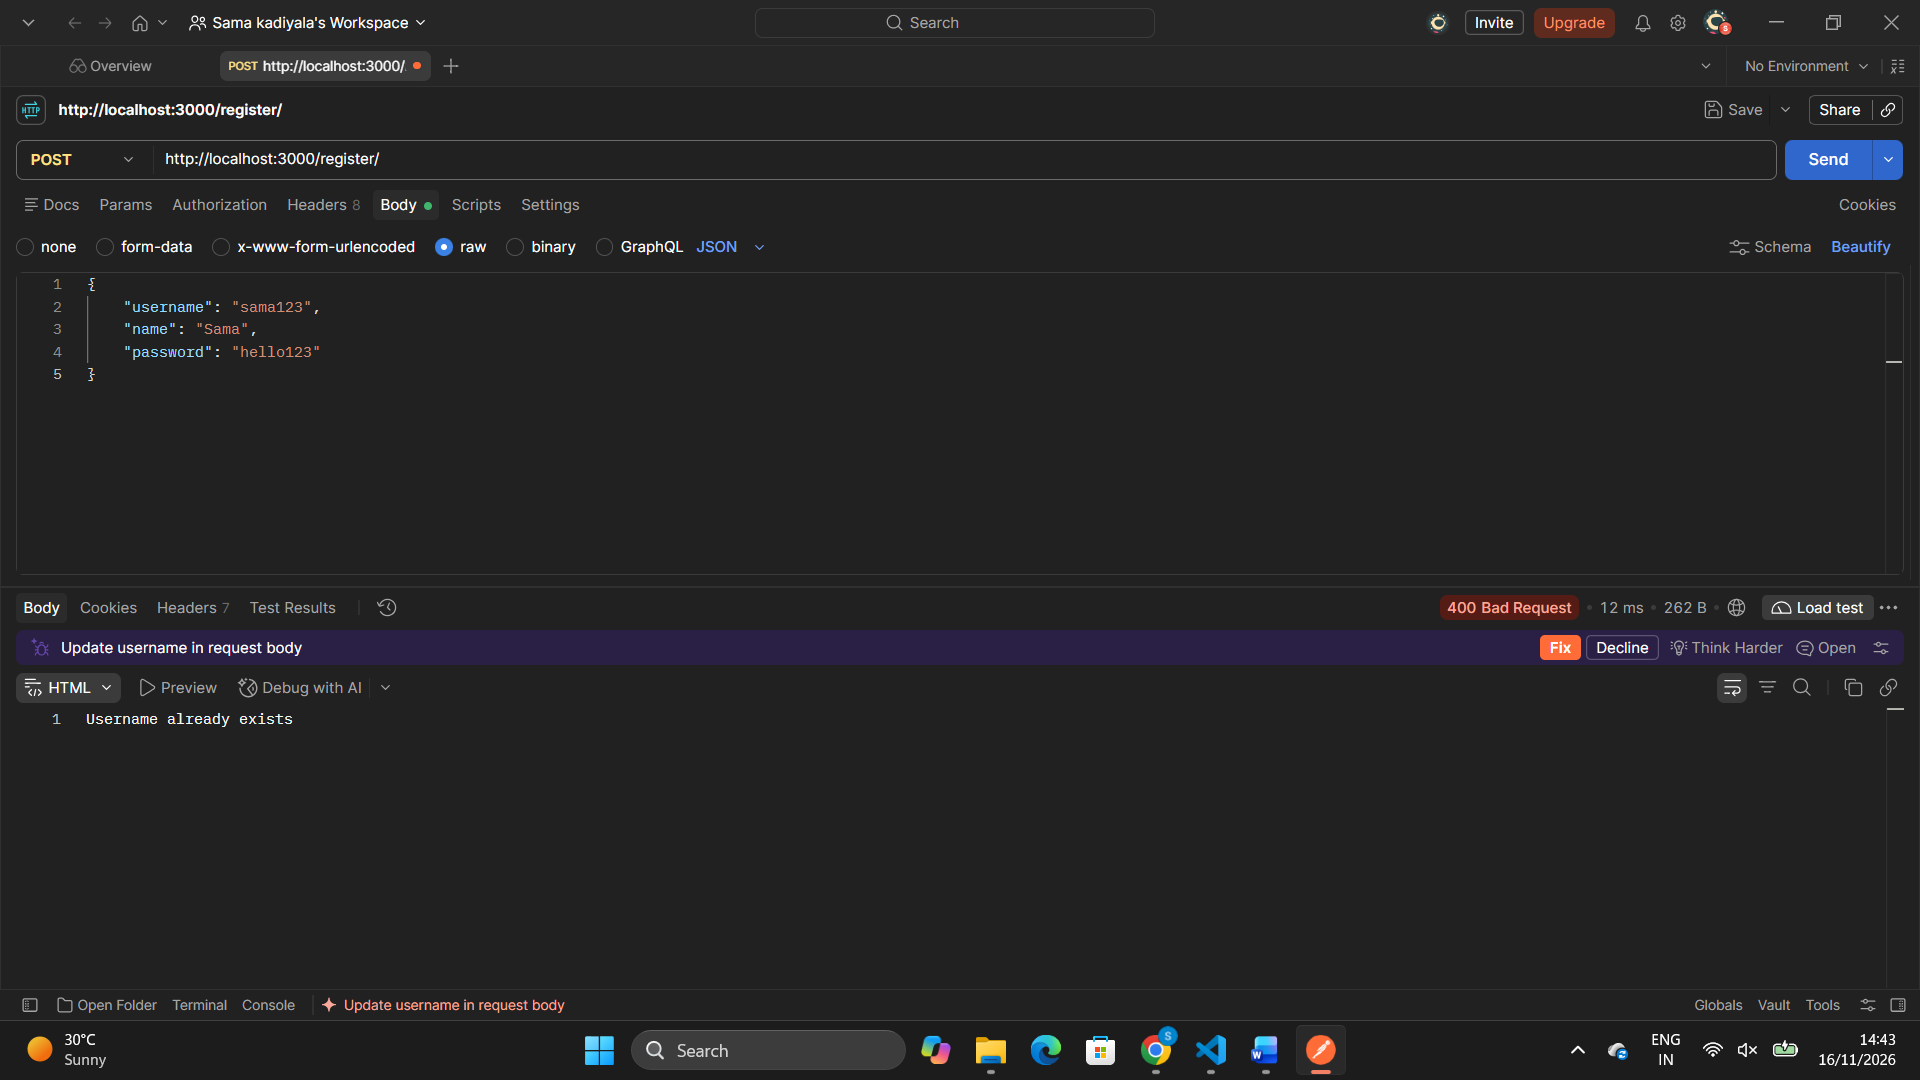 Sama kadiyala's Workspace
Search
Invite
Upgrade
5
Overview
POST http://localhost:3000/
No Environment
HTTP
http://localhost:3000/register/
Save
Share
POST
http://localhost:3000/register/
Send
Docs
Params
Authorization
Headers 8
Body
Scripts
Settings
Cookies
none
form-data
x-www-form-urlencoded
raw
binary
GraphQL
JSON
Schema
Beautify
1 {
2 "username": "sama123",
3 "name": "Sama",
4 "password": "hello123"
5 }
Body
Cookies
Headers 7
Test Results
400 Bad Request
12 ms
262 B
Load test
Update username in request body
Fix
Decline
Think Harder
Open
HTML
Preview
Debug with AI
1 Username already exists
Open Folder
Terminal
Console
Update username in request body
Globals
Vault
Tools
30°C
Sunny
Search
S
W
ENG
IN
14:43
16/11/2026